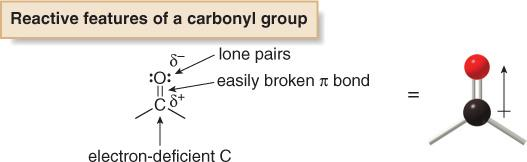 Reactive features of a carbonyl group
δ−
lone pairs
:O:
easily broken π bond
C δ+
=
electron-deficient C